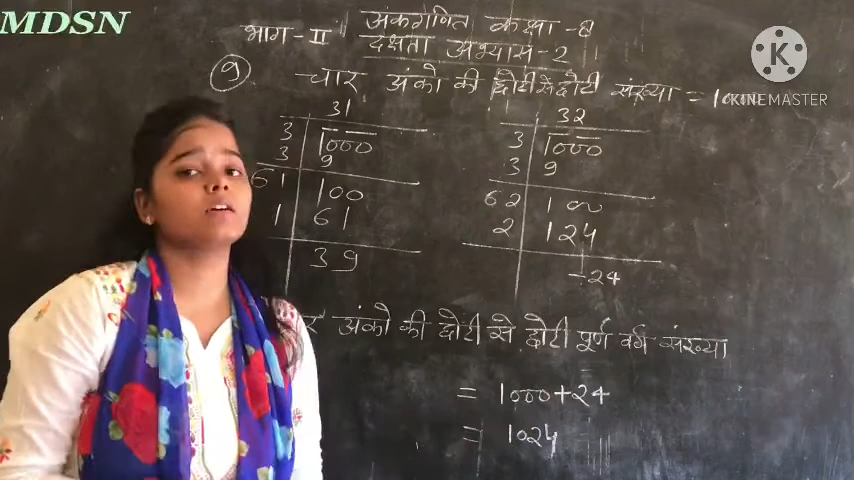 MDSN
अंकगणित कक्षा - 8
भाग - II
दक्षता अभ्यास - 2
9 चार अंको की छोटी से छोटी संख्या = 1000
KINEMASTER
31
3 1000
3 9
61 100
1 61
39
32
3 1000
3 9
62 100
2 124
-24
अंको की छोटी से छोटी पूर्ण वर्ग संख्या
= 1000+24
= 1024